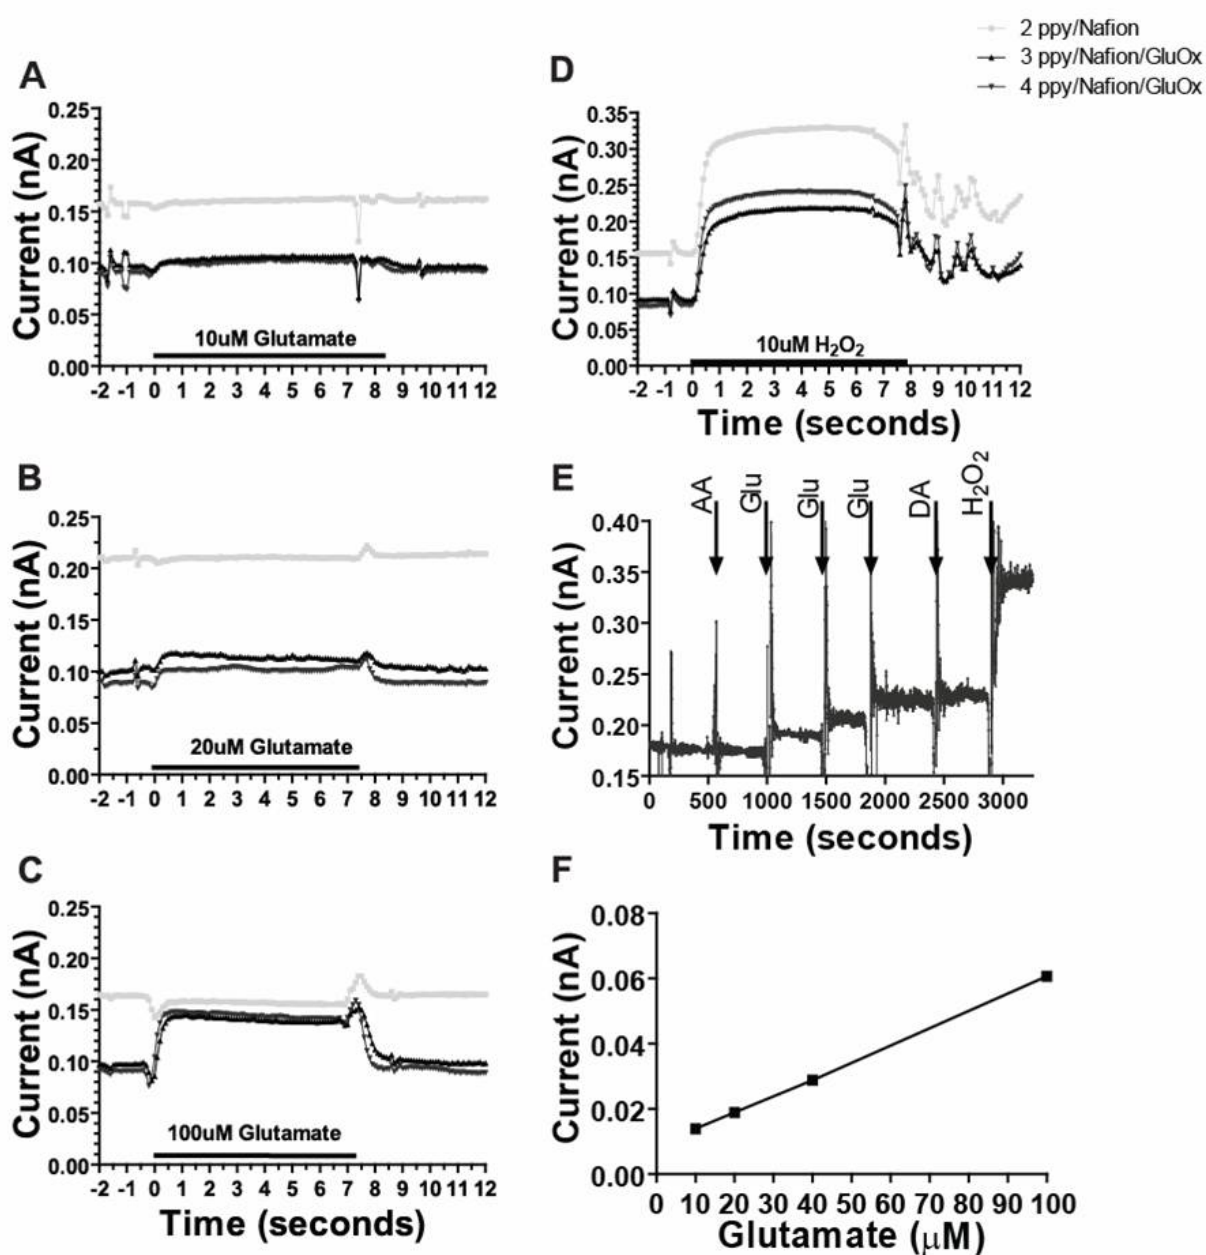 2 ppy/Nafion
3 ppy/Nafion/GluOx
4 ppy/Nafion/GluOx
A
Current (nA)
0.25
0.20
0.15
0.10
0.05
0.00
10uM Glutamate
-2 -1 0 1 2 3 4 5 6 7 8 9 10 11 12
D
Current (nA)
0.35
0.30
0.25
0.20
0.15
0.10
0.05
0.00
10uM H₂O₂
-2 -1 0 1 2 3 4 5 6 7 8 9 10 11 12
Time (seconds)
B
Current (nA)
0.25
0.20
0.15
0.10
0.05
0.00
20uM Glutamate
-2 -1 0 1 2 3 4 5 6 7 8 9 10 11 12
E
AA
Glu
Glu
Glu
DA
H₂O₂
Current (nA)
0.40
0.35
0.30
0.25
0.20
0.15
0 500 1000 1500 2000 2500 3000
Time (seconds)
C
Current (nA)
0.25
0.20
0.15
0.10
0.05
0.00
100uM Glutamate
-2 -1 0 1 2 3 4 5 6 7 8 9 10 11 12
Time (seconds)
F
Current (nA)
0.08
0.06
0.04
0.02
0.00
0 10 20 30 40 50 60 70 80 90 100
Glutamate (μM)